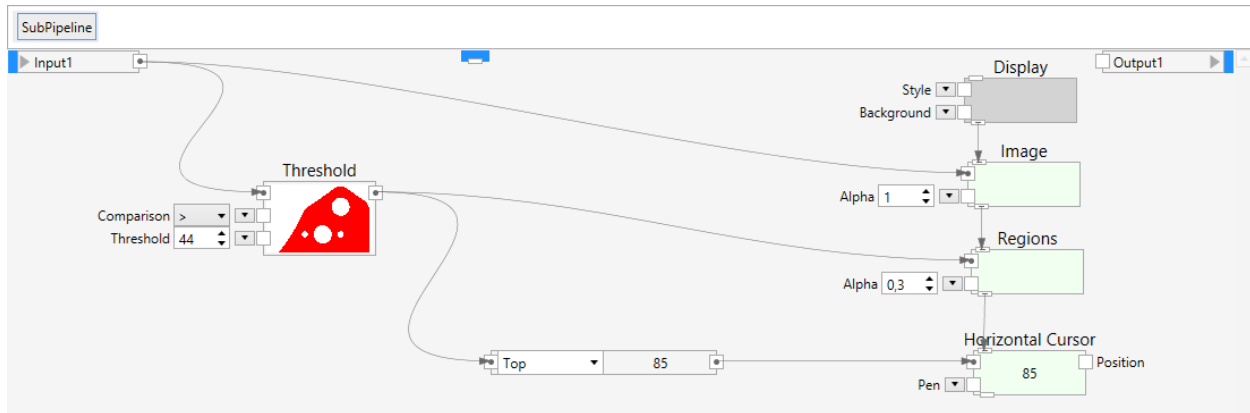 SubPipeline
Input1
Output1
Display
Style
Background
Image
Alpha 1
Threshold
Comparison >
Threshold 44
Regions
Alpha 0,3
Top 85
Horizontal Cursor
85
Position
Pen